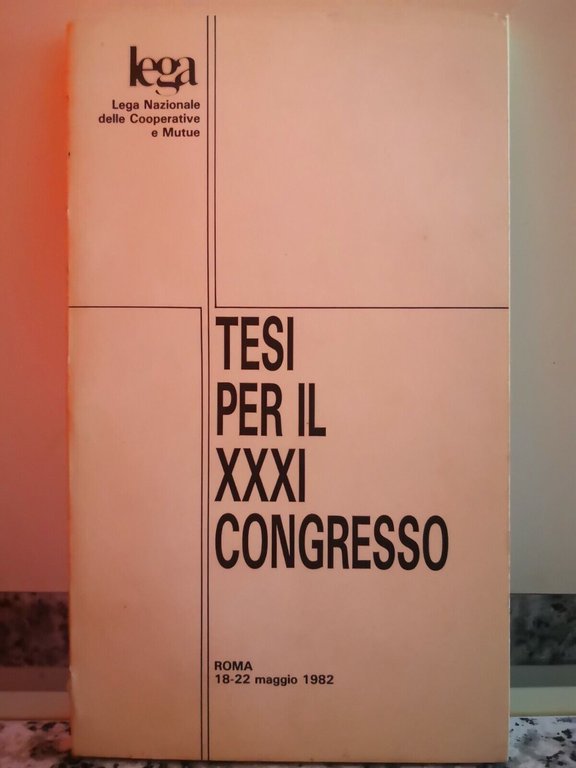 lega
Lega Nazionale
delle Cooperative
e Mutue
TESI
PER IL
XXXI
CONGRESSO
ROMA
18-22 maggio 1982